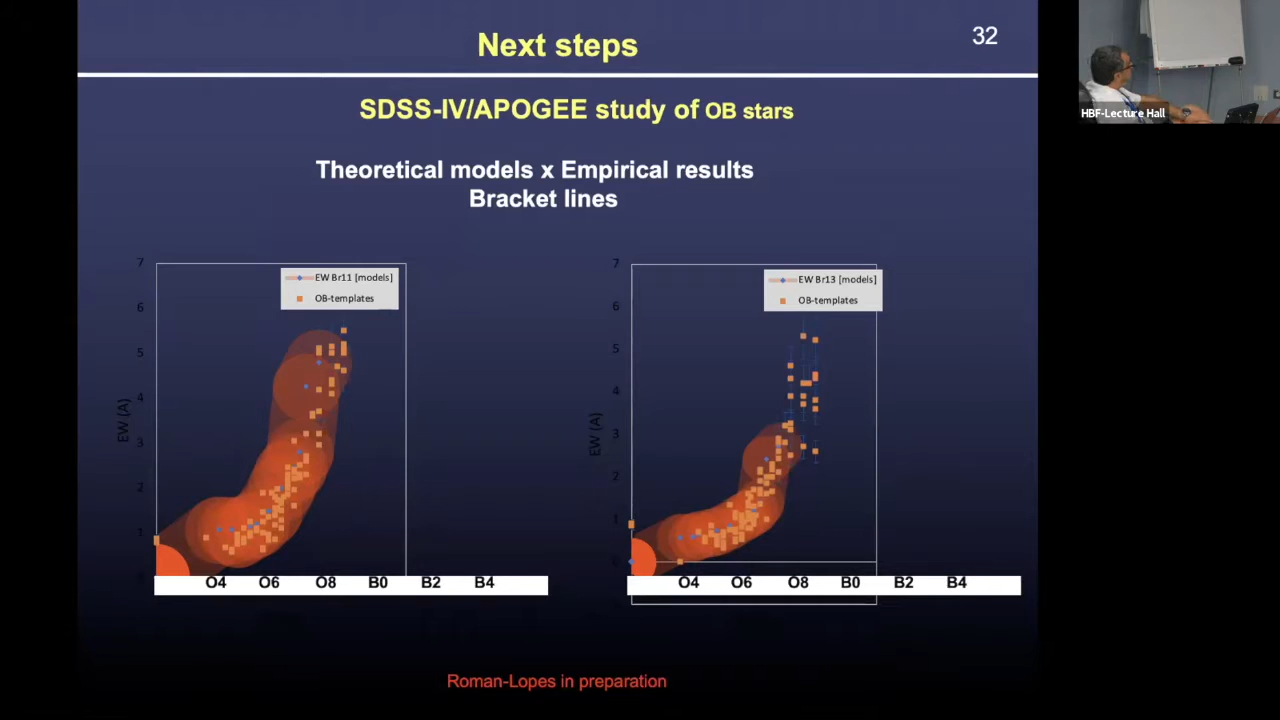 Next steps
32
SDSS-IV/APOGEE study of OB stars
Theoretical models x Empirical results
Bracket lines
HBF-Lecture Hall
7
6
5
4
3
2
1
EW (A)
EW Br11 [models]
OB-templates
O4 O6 O8 B0 B2 B4
7
6
5
4
3
2
1
0
EW (A)
EW Br13 [models]
OB-templates
O4 O6 O8 B0 B2 B4
Roman-Lopes in preparation